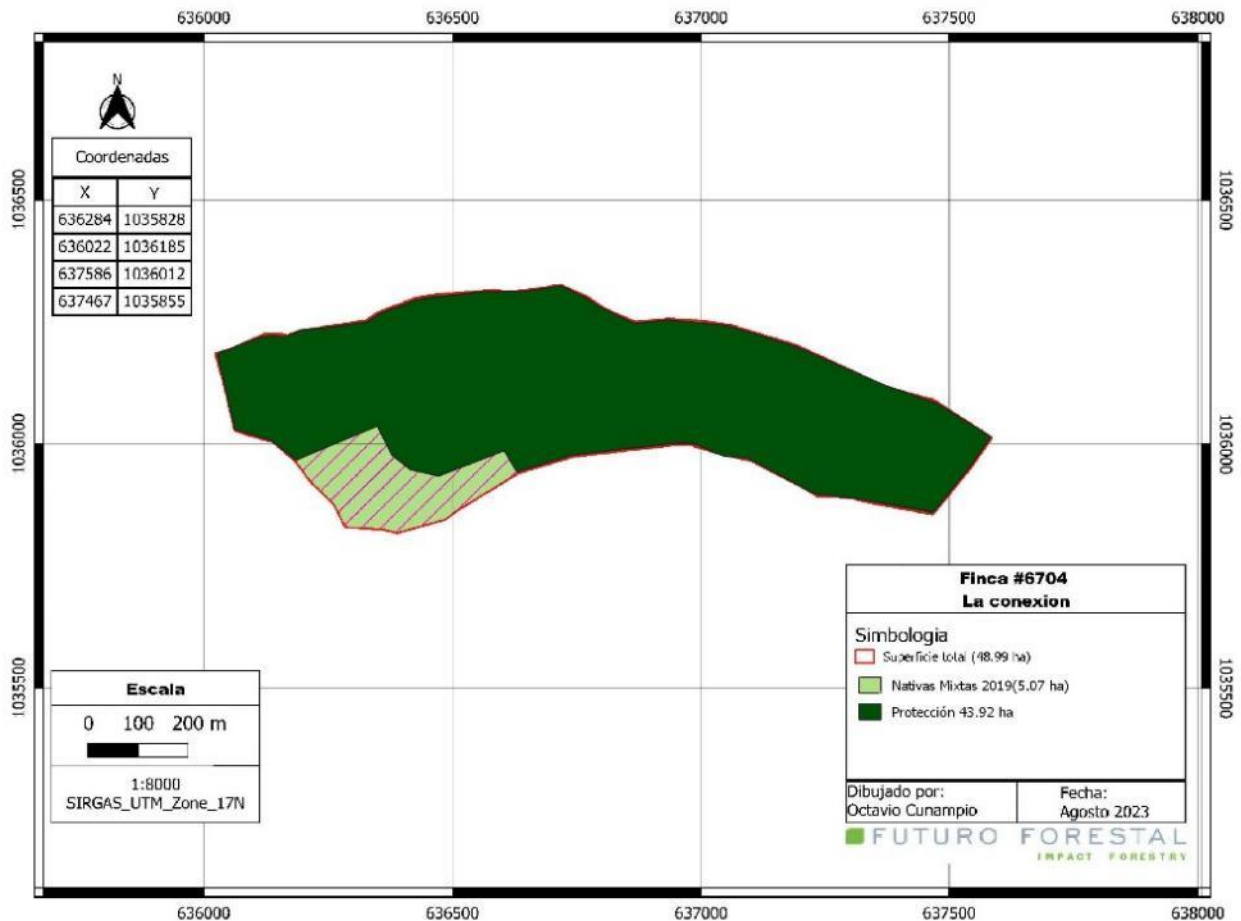 636000 636500 637000 637500 638000
N
Coordenadas
X Y
636284 1035828
636022 1036185
637586 1036012
637467 1035855
1036500 1036500
1036000 1036000
1035500 1035500
Finca #6704
La conexion
Simbologia
Superficie total (48.99 ha)
Nativas Mixtas 2019(5.07 ha)
Protección 43.92 ha
Dibujado por:
Octavio Cunampio
Fecha:
Agosto 2023
FUTURO FORESTAL
IMPACT FORESTRY
Escala
0 100 200 m
1:8000
SIRGAS_UTM_Zone_17N
636000 636500 637000 637500 638000